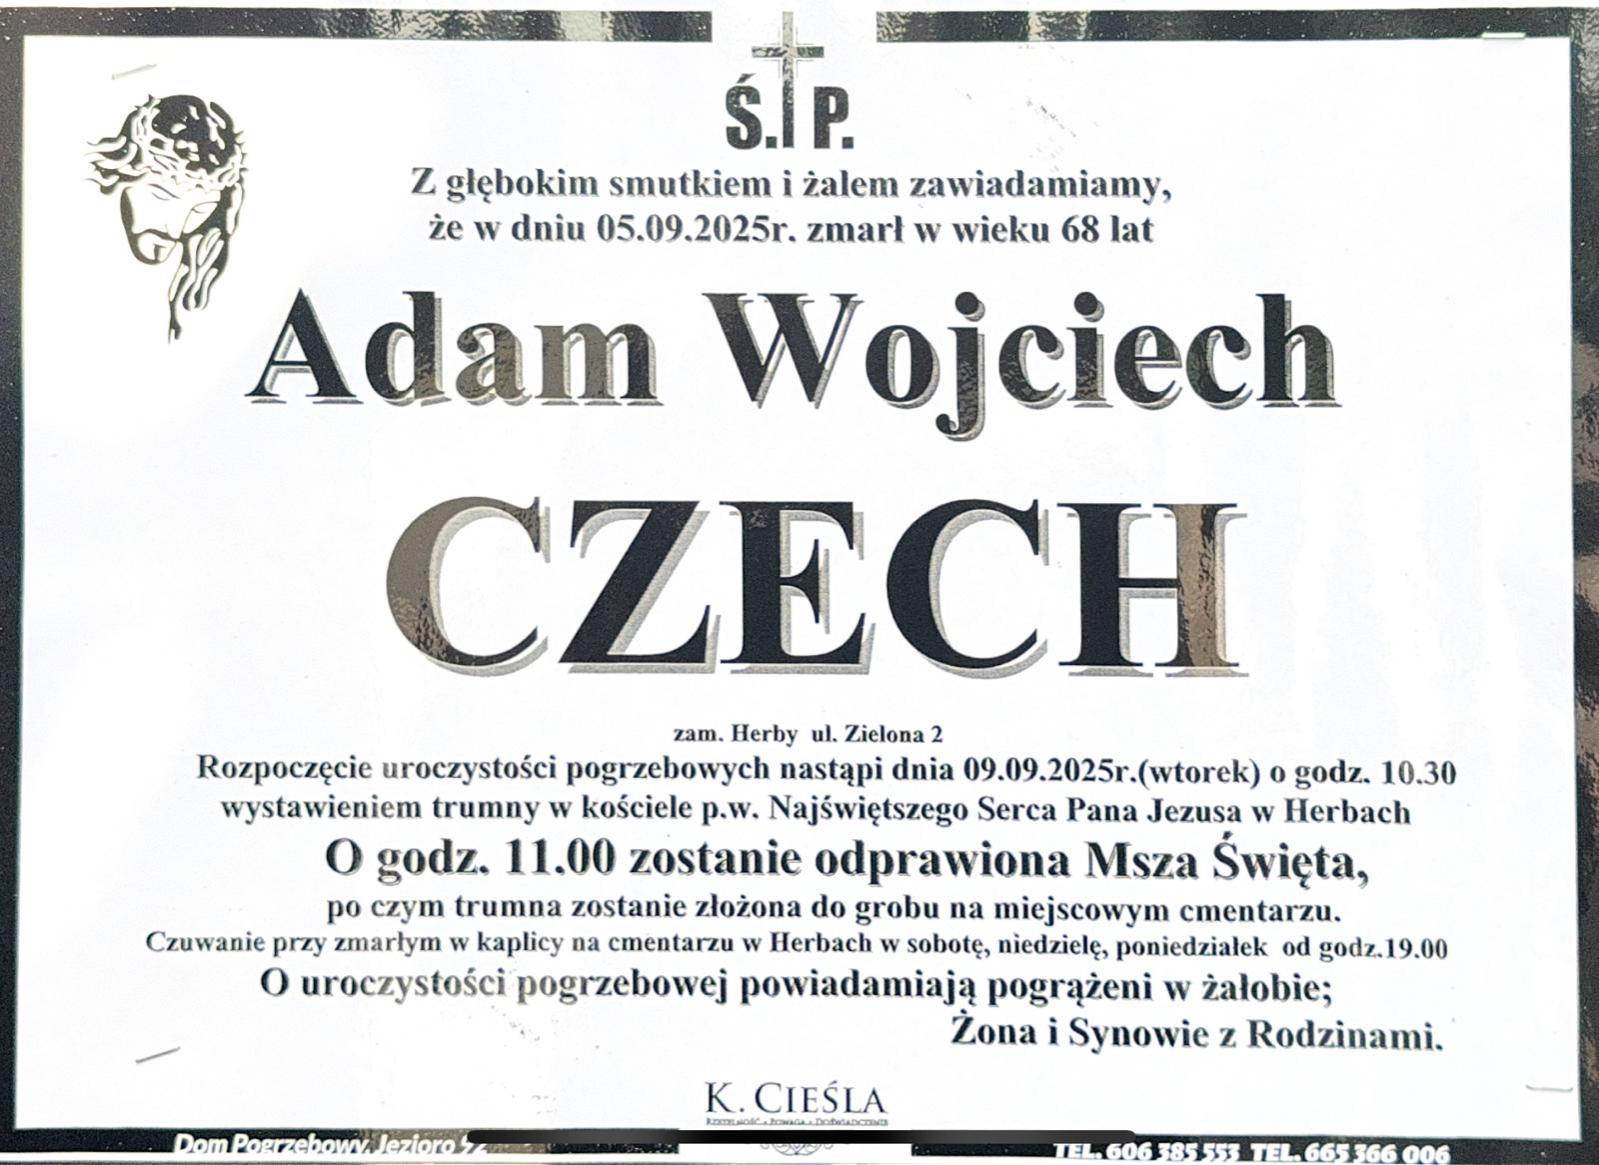 Ś. P.
Z głębokim smutkiem i żalem zawiadamiamy,
że w dniu 05.09.2025r. zmarł w wieku 68 lat
Adam Wojciech
CZECH
zam. Herby ul. Zielona 2
Rozpoczęcie uroczystości pogrzebowych nastąpi dnia 09.09.2025r.(wtorek) o godz. 10.30
wystawieniem trumny w kościele p.w. Najświętszego Serca Pana Jezusa w Herbach
O godz. 11.00 zostanie odprawiona Msza Święta,
po czym trumna zostanie złożona do grobu na miejscowym cmentarzu.
Czuwanie przy zmarłym w kaplicy na cmentarzu w Herbach w sobotę, niedzielę, poniedziałek od godz.19.00
O uroczystości pogrzebowej powiadamiają pogrążeni w żałobie;
Żona i Synowie z Rodzinami.
K. CIEŚLA
RZETELNOŚĆ • POWAGA • DOŚWIADCZENIE
Dom Pogrzebowy, Jezioro 52
TEL. 606 385 553 TEL. 665 366 006